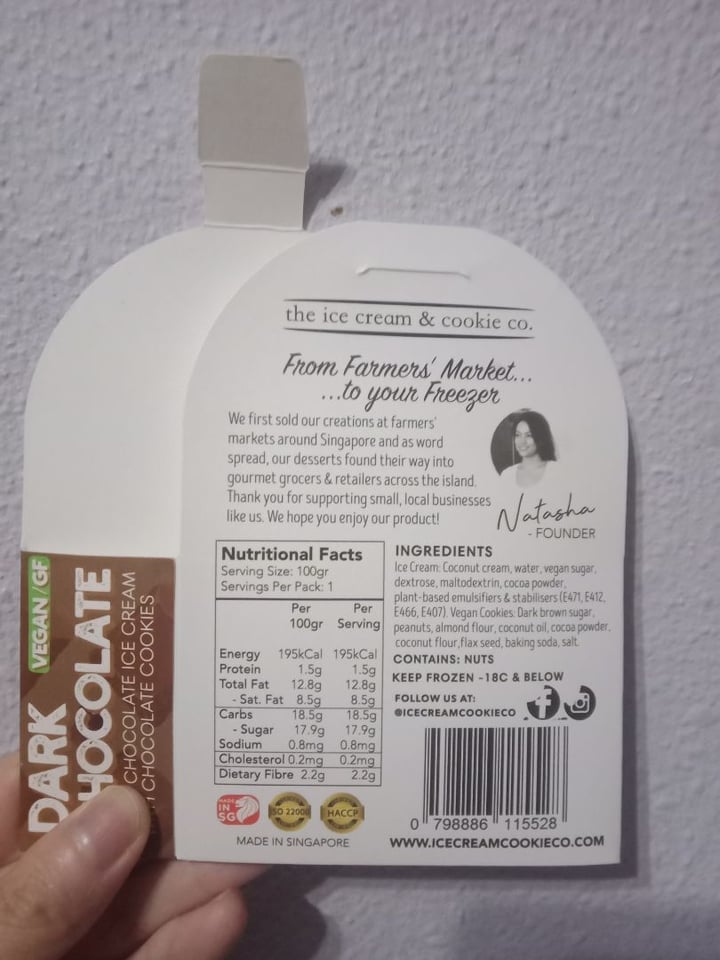 the ice cream & cookie co.
From Farmers' Market...
...to your Freezer
We first sold our creations at farmers'
markets around Singapore and as word
spread, our desserts found their way into
gourmet grocers & retailers across the island.
Thank you for supporting small, local businesses
like us. We hope you enjoy our product!
Natasha
- FOUNDER
Nutritional Facts
Serving Size: 100gr
Servings Per Pack: 1
Per Per
100gr Serving
Energy 195kCal 195kCal
Protein 1.5g 1.5g
Total Fat 12.8g 12.8g
- Sat. Fat 8.5g 8.5g
Carbs 18.5g 18.5g
- Sugar 17.9g 17.9g
Sodium 0.8mg 0.8mg
Cholesterol 0.2mg 0.2mg
Dietary Fibre 2.2g 2.2g
INGREDIENTS
Ice Cream: Coconut cream, water, vegan sugar,
dextrose, maltodextrin, cocoa powder,
plant-based emulsifiers & stabilisers (E471, E412,
E466, E407). Vegan Cookies: Dark brown sugar,
peanuts, almond flour, coconut oil, cocoa powder,
coconut flour,flax seed, baking soda, salt.
CONTAINS: NUTS
KEEP FROZEN -18C & BELOW
FOLLOW US AT:
@ICECREAMCOOKIECO
0 798886 115528
MADE
IN
SG
ISO 22000
HACCP
MADE IN SINGAPORE
WWW.ICECREAMCOOKIECO.COM
VEGAN/GF
DARK
CHOCOLATE
CHOCOLATE ICE CREAM
CHOCOLATE COOKIES